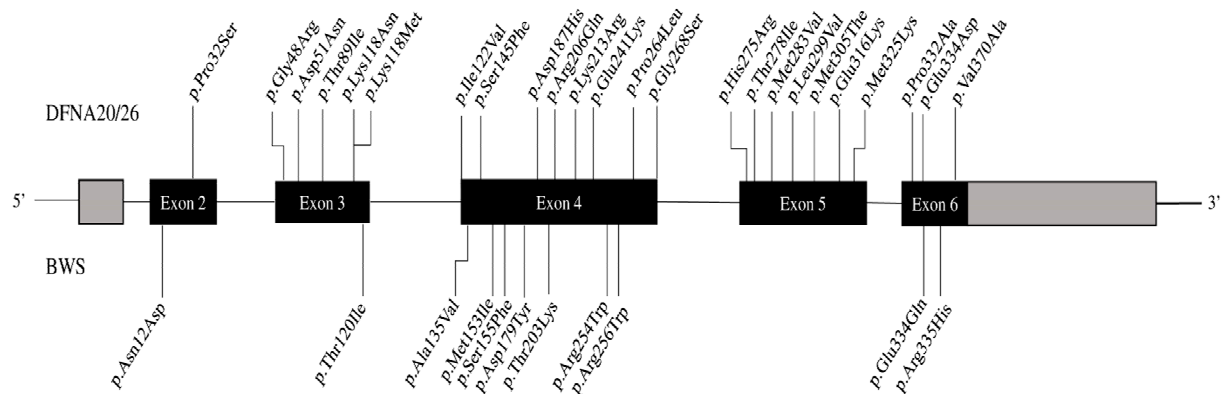 p.Pro32Ser
p.Gly48Arg
p.Asp51Asn
p.Thr89Ile
p.Lys118Asn
p.Lys118Met
p.Ile122Val
p.Ser145Phe
p.Asp187His
p.Arg206Gln
p.Lys213Arg
p.Glu241Lys
p.Pro264Leu
p.Gly268Ser
p.His275Arg
p.Thr278Ile
p.Met283Val
p.Leu299Val
p.Met305The
p.Glu316Lys
p.Met325Lys
p.Pro332Ala
p.Glu334Asp
p.Val370Ala
DFNA20/26
5’
Exon 2
Exon 3
Exon 4
Exon 5
Exon 6
3’
BWS
p.Asn12Asp
p.Thr120Ile
p.Ala135Val
p.Met153Ile
p.Ser155Phe
p.Asp179Tyr
p.Thr203Lys
p.Arg254Trp
p.Arg256Trp
p.Glu334Gln
p.Arg335His